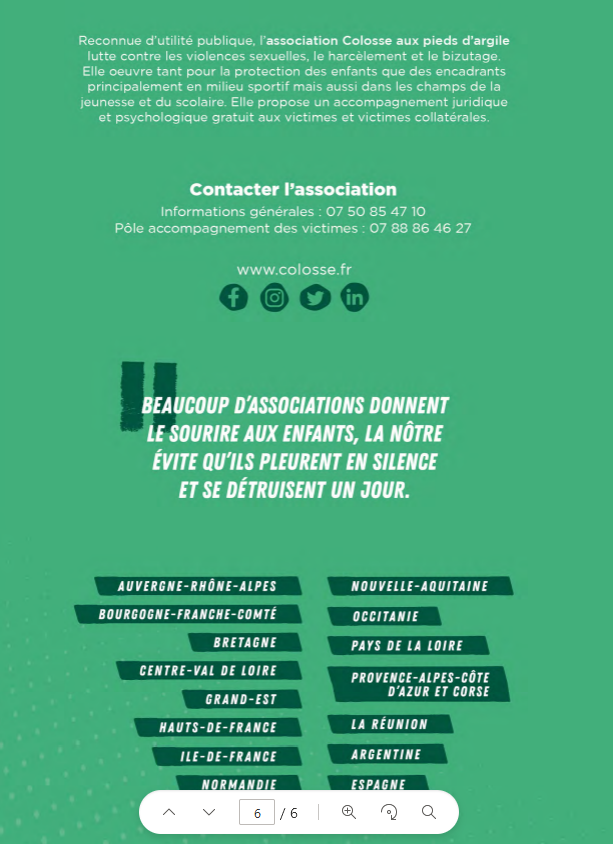 Reconnue d'utilité publique, l'association Colosse aux pieds d'argile
lutte contre les violences sexuelles, le harcèlement et le bizutage.
Elle oeuvre tant pour la protection des enfants que des encadrants
principalement en milieu sportif mais aussi dans les champs de la
jeunesse et du scolaire. Elle propose un accompagnement juridique
et psychologique gratuit aux victimes et victimes collatérales.
Contacter l'association
Informations générales : 07 50 85 47 10
Pôle accompagnement des victimes : 07 88 86 46 27
www.colosse.fr
BEAUCOUP D'ASSOCIATIONS DONNENT
LE SOURIRE AUX ENFANTS, LA NÔTRE
ÉVITE QU'ILS PLEURENT EN SILENCE
ET SE DÉTRUISENT UN JOUR.
AUVERGNE-RHÔNE-ALPES
BOURGOGNE-FRANCHE-COMTÉ
BRETAGNE
CENTRE-VAL DE LOIRE
GRAND-EST
HAUTS-DE-FRANCE
ILE-DE-FRANCE
NORMANDIE
NOUVELLE-AQUITAINE
OCCITANIE
PAYS DE LA LOIRE
PROVENCE-ALPES-CÔTE
D'AZUR ET CORSE
LA RÉUNION
ARGENTINE
ESPAGNE
6 / 6